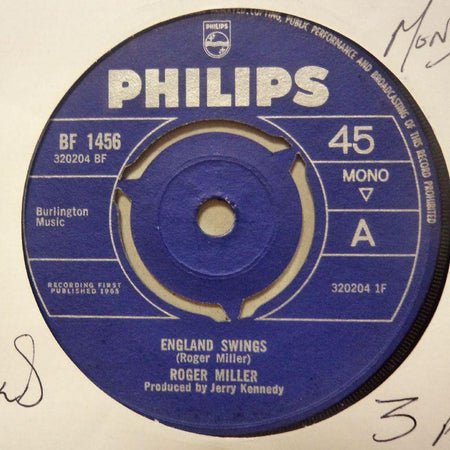 COPYING, PUBLIC PERFORMANCE AND BROADCASTING OF THIS RECORD PROHIBITED
PHILIPS
PHILIPS
BF 1456
320204 BF
45
MONO
Burlington
Music
A
RECORDING FIRST
PUBLISHED 1965
320204 1F
ENGLAND SWINGS
(Roger Miller)
ROGER MILLER
Produced by Jerry Kennedy
3